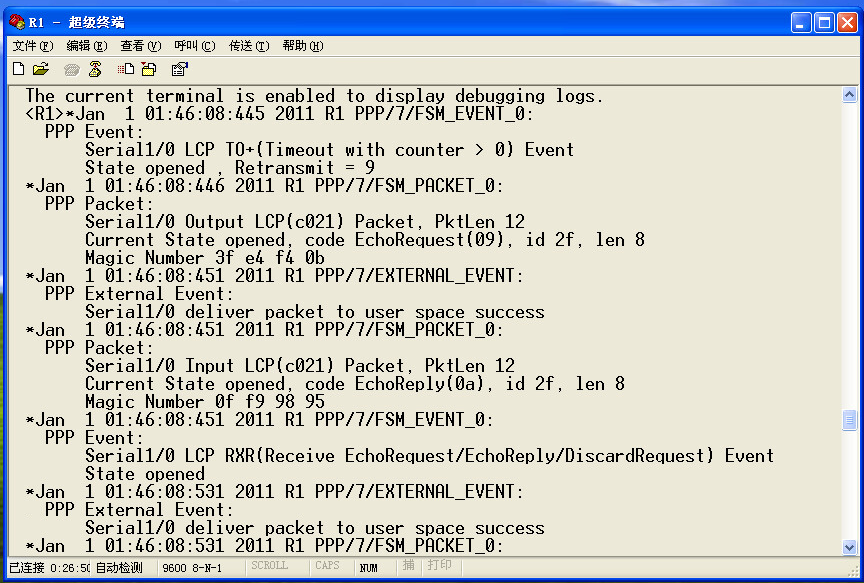 R1 - 超级终端
文件(F) 编辑(E) 查看(V) 呼叫(C) 传送(T) 帮助(H)
The current terminal is enabled to display debugging logs.
<R1>*Jan  1 01:46:08:445 2011 R1 PPP/7/FSM_EVENT_0:
PPP Event:
Serial1/0 LCP TO+(Timeout with counter > 0) Event
State opened , Retransmit = 9
*Jan  1 01:46:08:446 2011 R1 PPP/7/FSM_PACKET_0:
PPP Packet:
Serial1/0 Output LCP(c021) Packet, PktLen 12
Current State opened, code EchoRequest(09), id 2f, len 8
Magic Number 3f e4 f4 0b
*Jan  1 01:46:08:451 2011 R1 PPP/7/EXTERNAL_EVENT:
PPP External Event:
Serial1/0 deliver packet to user space success
*Jan  1 01:46:08:451 2011 R1 PPP/7/FSM_PACKET_0:
PPP Packet:
Serial1/0 Input LCP(c021) Packet, PktLen 12
Current State opened, code EchoReply(0a), id 2f, len 8
Magic Number 0f f9 98 95
*Jan  1 01:46:08:451 2011 R1 PPP/7/FSM_EVENT_0:
PPP Event:
Serial1/0 LCP RXR(Receive EchoRequest/EchoReply/DiscardRequest) Event
State opened
*Jan  1 01:46:08:531 2011 R1 PPP/7/EXTERNAL_EVENT:
PPP External Event:
Serial1/0 deliver packet to user space success
*Jan  1 01:46:08:531 2011 R1 PPP/7/FSM_PACKET_0:
已连接 0:26:50 自动检测 9600 8-N-1 SCROLL CAPS NUM 捕 打印